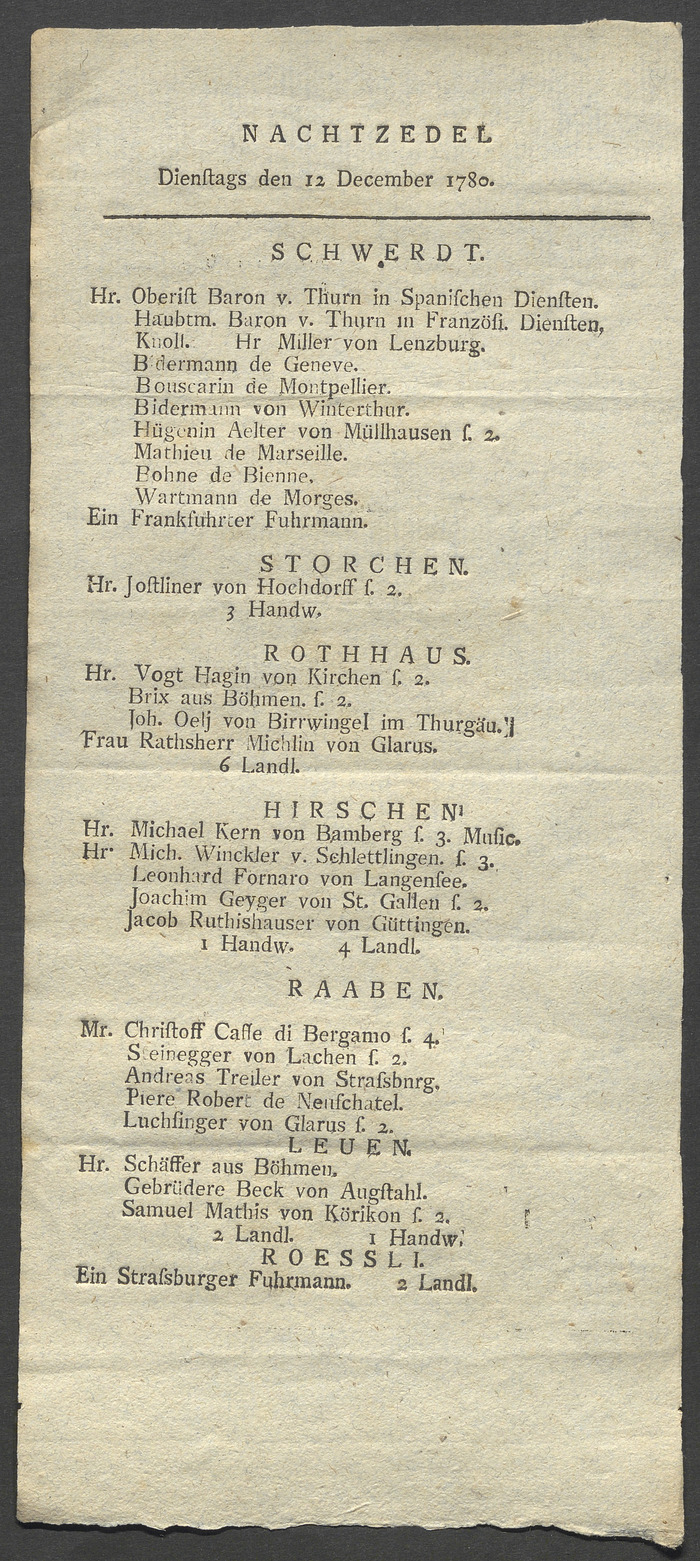 NACHTZEDEL
Dienſtags den 12 December 1780.
SCHWERDT.
Hr. Oberiſt Baron v. Thurn in Spaniſchen Dienſten.
Haubtm. Baron v. Thurn in Franzöſi. Dienſten,
Knoll. Hr Miller von Lenzburg.
Bidermann de Geneve.
Bouscarin de Montpellier.
Bidermann von Winterthur.
Hügenin Aelter von Müllhausen ſ. 2.
Mathieu de Marseille.
Bohne de Bienne.
Wartmann de Morges.
Ein Frankfuhrter Fuhrmann.
STORCHEN.
Hr. Joſtliner von Hochdorff ſ. 2.
3 Handw.
ROTHHAUS.
Hr. Vogt Hagin von Kirchen ſ. 2.
Brix aus Böhmen. ſ. 2.
Joh. Oelj von Birrwingel im Thurgäu.
Frau Rathsherr Michlin von Glarus.
6 Landl.
HIRSCHEN
Hr. Michael Kern von Bamberg ſ. 3. Muſic.
Hr. Mich. Winckler v. Schlettlingen. ſ. 3.
Leonhard Fornaro von Langenſee.
Joachim Geyger von St. Gallen ſ. 2.
Jacob Ruthishauser von Güttingen.
1 Handw. 4 Landl.
RAABEN.
Mr. Chriſtoff Caſſe di Bergamo ſ. 4.
Steinegger von Lachen ſ. 2.
Andreas Treiler von Straſsbnrg.
Piere Robert de Neuſchatel.
Luchſinger von Glarus ſ. 2.
LEUEN.
Hr. Schäffer aus Böhmen.
Gebrüdere Beck von Augſtahl.
Samuel Mathis von Körikon ſ. 2.
2 Landl. 1 Handw.
ROESSLI.
Ein Straſsburger Fuhrmann. 2 Landl.